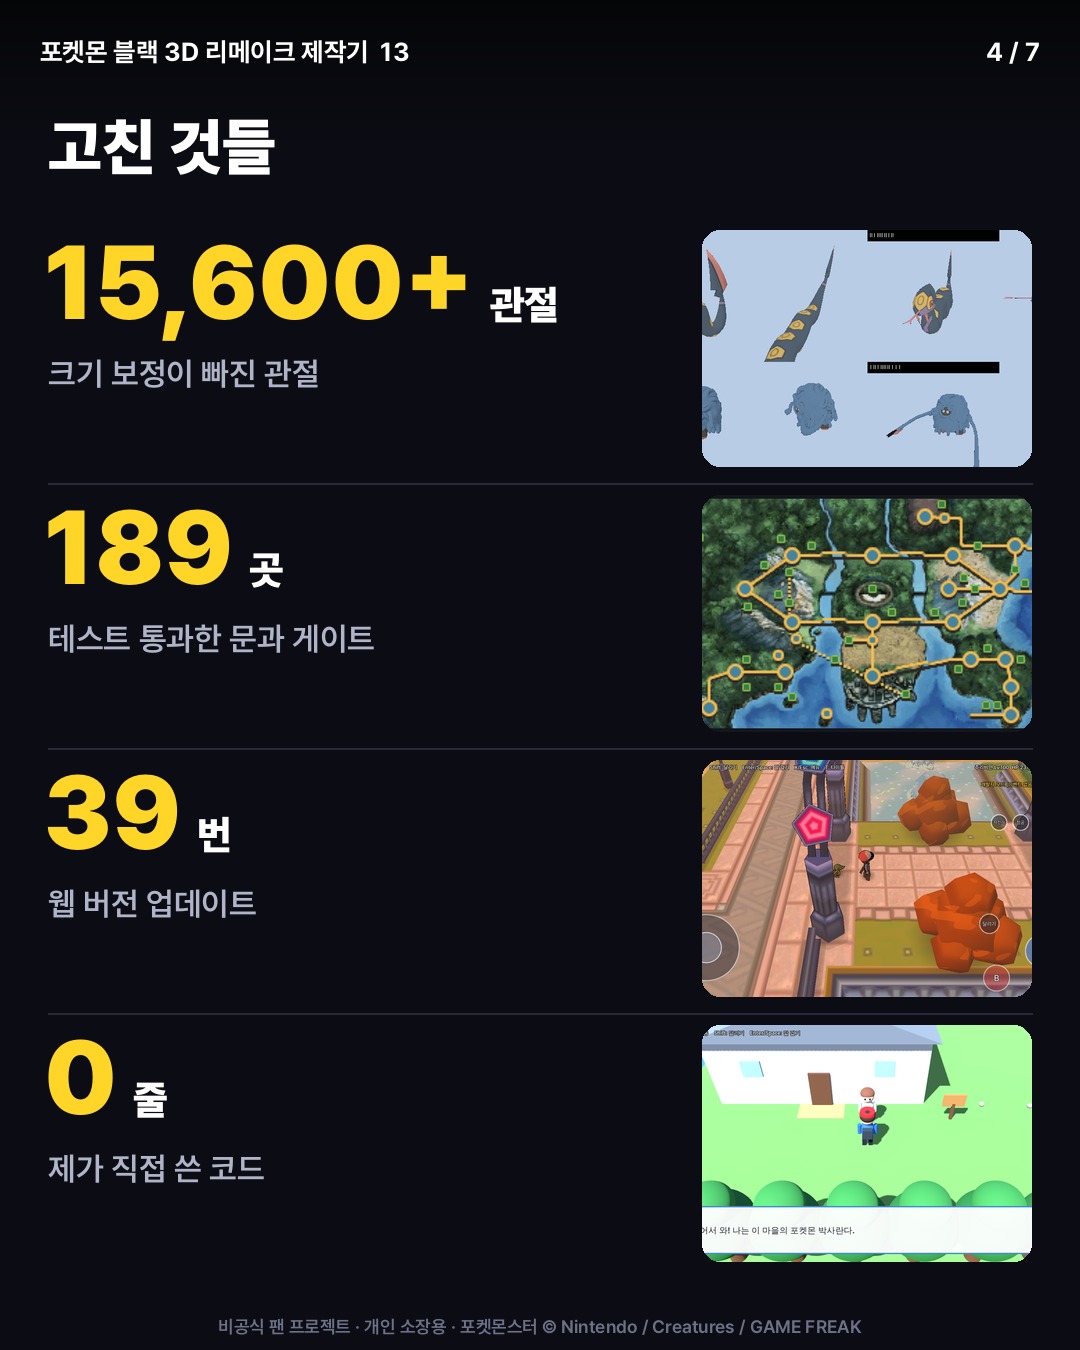 포켓몬 블랙 3D 리메이크 제작기 13
4 / 7
고친 것들
15,600+ 관절
크기 보정이 빠진 관절
189 곳
테스트 통과한 문과 게이트
39 번
웹 버전 업데이트
B
0 줄
제가 직접 쓴 코드
어서 와! 나는 이 마을의 포켓몬 박사란다.
비공식 팬 프로젝트 · 개인 소장용 · 포켓몬스터 © Nintendo / Creatures / GAME FREAK